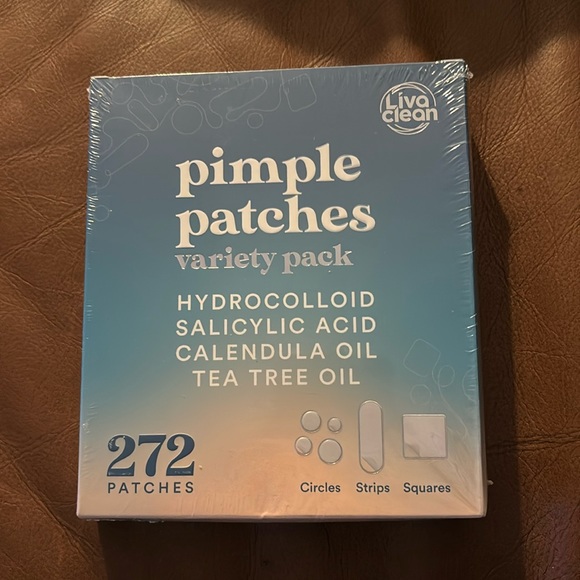 Liva
clean
pimple
patches
variety pack
HYDROCOLLOID
SALICYLIC ACID
CALENDULA OIL
TEA TREE OIL
272
PATCHES
Circles Strips Squares